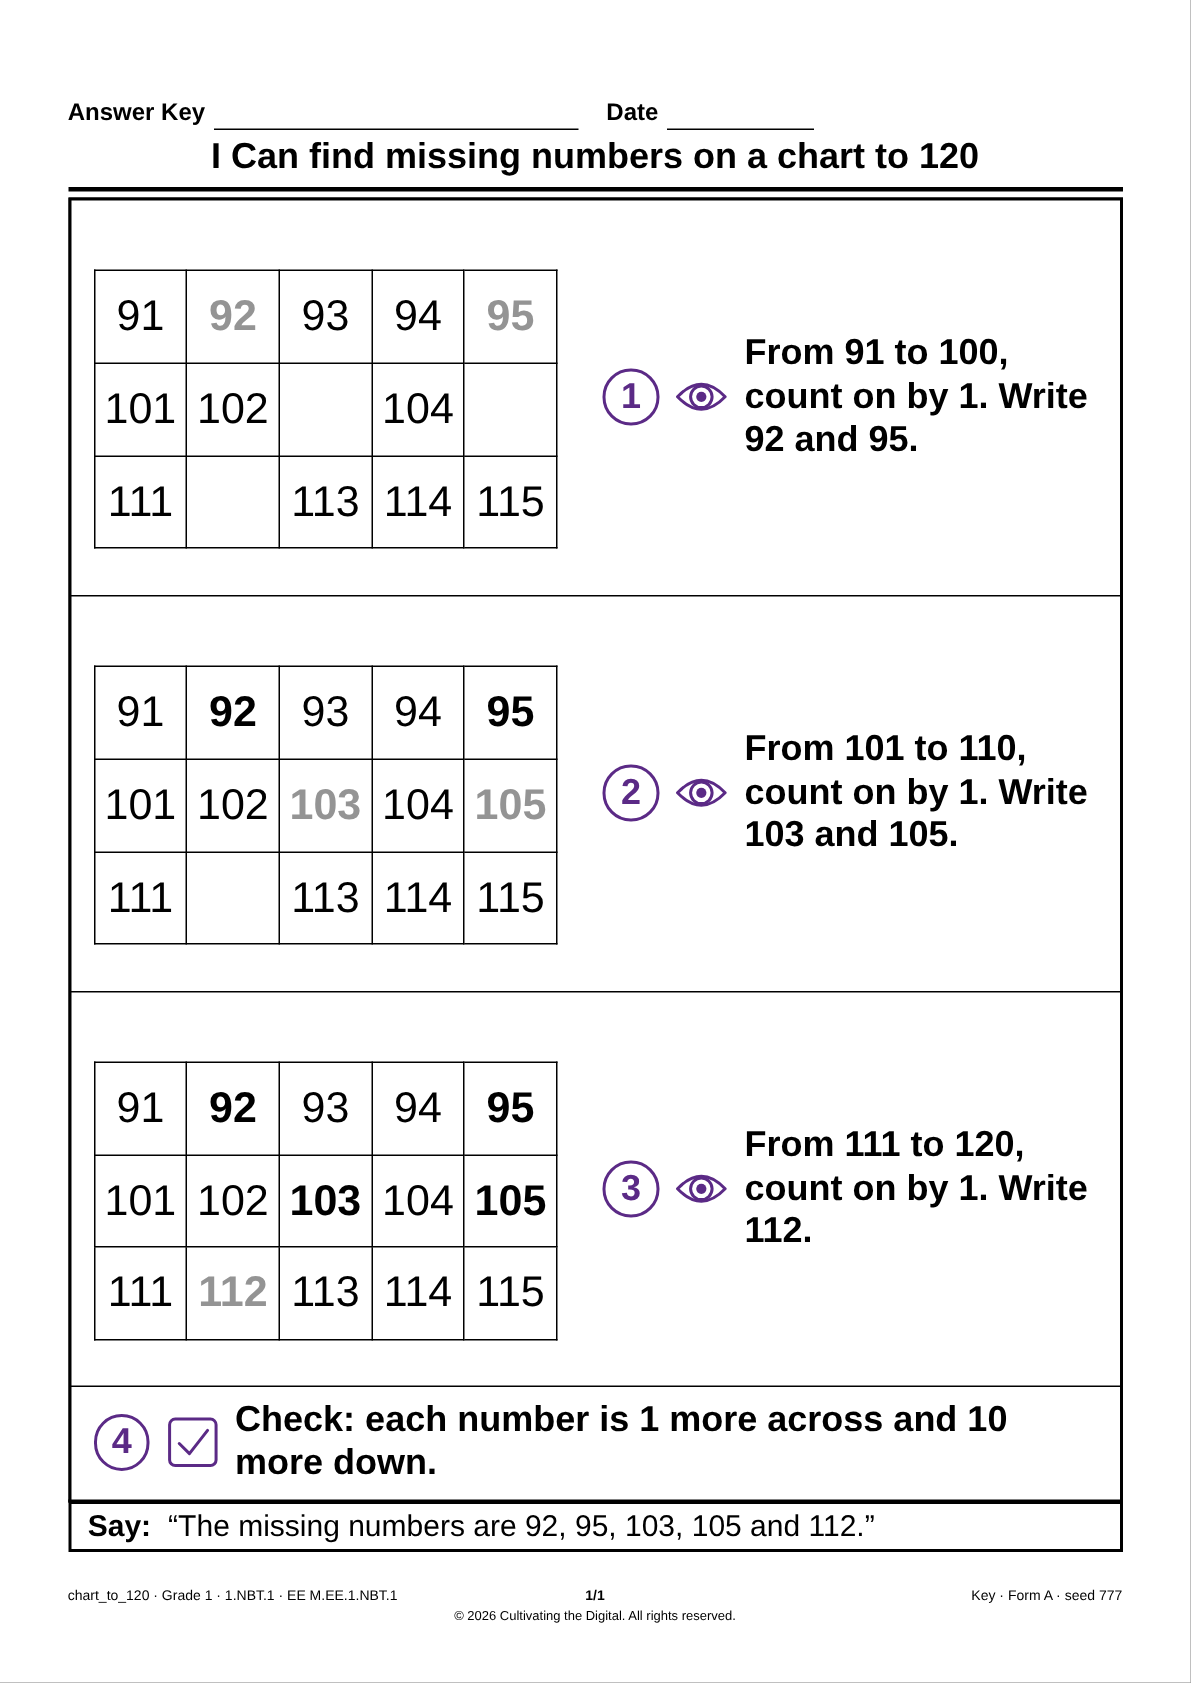 Answer Key Date
I Can find missing numbers on a chart to 120
91 92 93 94 95
101 102 104
111 113 114 115
1 From 91 to 100,
count on by 1. Write
92 and 95.
91 92 93 94 95
101 102 103 104 105
111 113 114 115
2 From 101 to 110,
count on by 1. Write
103 and 105.
91 92 93 94 95
101 102 103 104 105
111 112 113 114 115
3 From 111 to 120,
count on by 1. Write
112.
4 Check: each number is 1 more across and 10
more down.
Say: “The missing numbers are 92, 95, 103, 105 and 112.”
chart_to_120 · Grade 1 · 1.NBT.1 · EE M.EE.1.NBT.1 1/1 Key · Form A · seed 777
© 2026 Cultivating the Digital. All rights reserved.